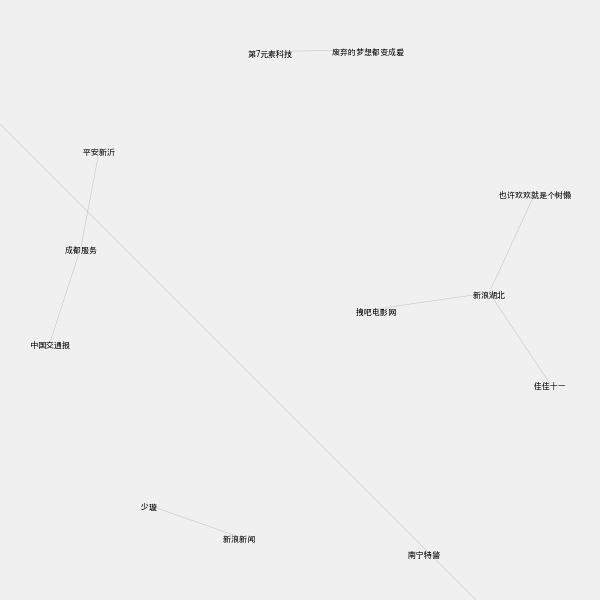 废弃的梦想都变成爱
第7元素科技
平安新沂
也许欢欢就是个树懒
成都服务
新浪湖北
拽吧电影网
中国交通报
佳佳十一
少璇
新浪新闻
南宁特警